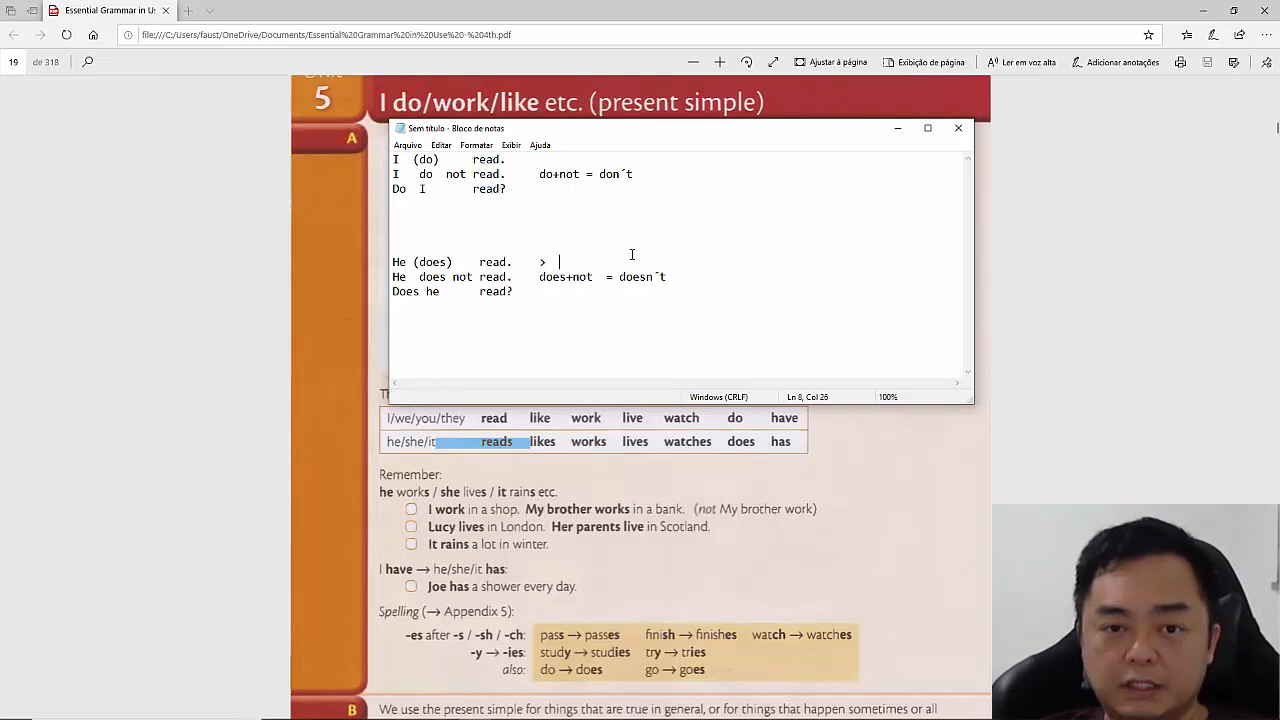 Essential Grammar in Us
file:///C:/Users/faust/OneDrive/Documents/Essential%20Grammar%20in%20Use%20-%204th.pdf
19 de 318
Ajustar à página
Exibição de página
Ler em voz alta
Adicionar anotações
5 I do/work/like etc. (present simple)
A
Sem título - Bloco de notas
Arquivo Editar Formatar Exibir Ajuda
I (do) read.
I do not read. do+not = don´t
Do I read?
He (does) read. >
He does not read. does+not = doesn´t
Does he read?
Windows (CRLF) Ln 8, Col 26 100%
I/we/you/they read like work live watch do have
he/she/it reads likes works lives watches does has
Remember:
he works / she lives / it rains etc.
I work in a shop. My brother works in a bank. (not My brother work)
Lucy lives in London. Her parents live in Scotland.
It rains a lot in winter.
I have → he/she/it has:
Joe has a shower every day.
Spelling (→ Appendix 5):
-es after -s / -sh / -ch: pass → passes finish → finishes watch → watches
-y → -ies: study → studies try → tries
also: do → does go → goes
B We use the present simple for things that are true in general, or for things that happen sometimes or all